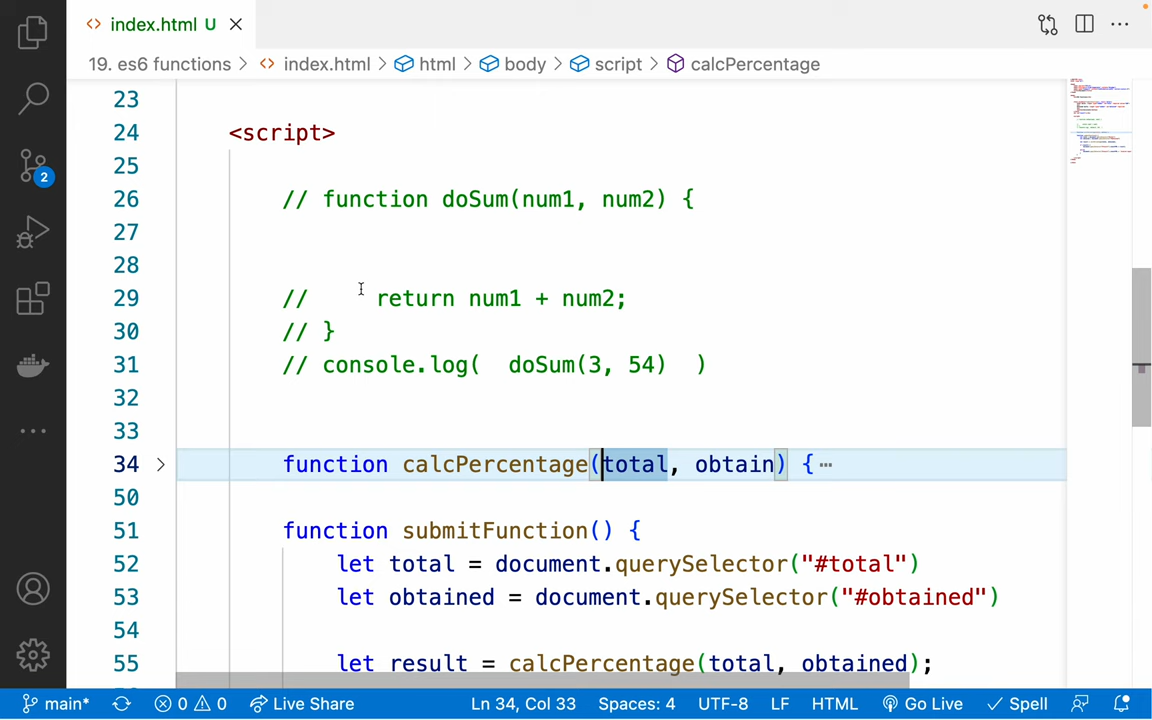 <> index.html U ×
19. es6 functions > <> index.html > html > body > script > calcPercentage
23
24 <script>
25
26 // function doSum(num1, num2) {
27
28
29 //     return num1 + num2;
30 // }
31 // console.log(  doSum(3, 54)  )
32
33
34 > function calcPercentage(total, obtain) {⋯
50
51 function submitFunction() {
52     let total = document.querySelector("#total")
53     let obtained = document.querySelector("#obtained")
54
55     let result = calcPercentage(total, obtained);
2
main* 0 0 Live Share Ln 34, Col 33 Spaces: 4 UTF-8 LF HTML Go Live Spell